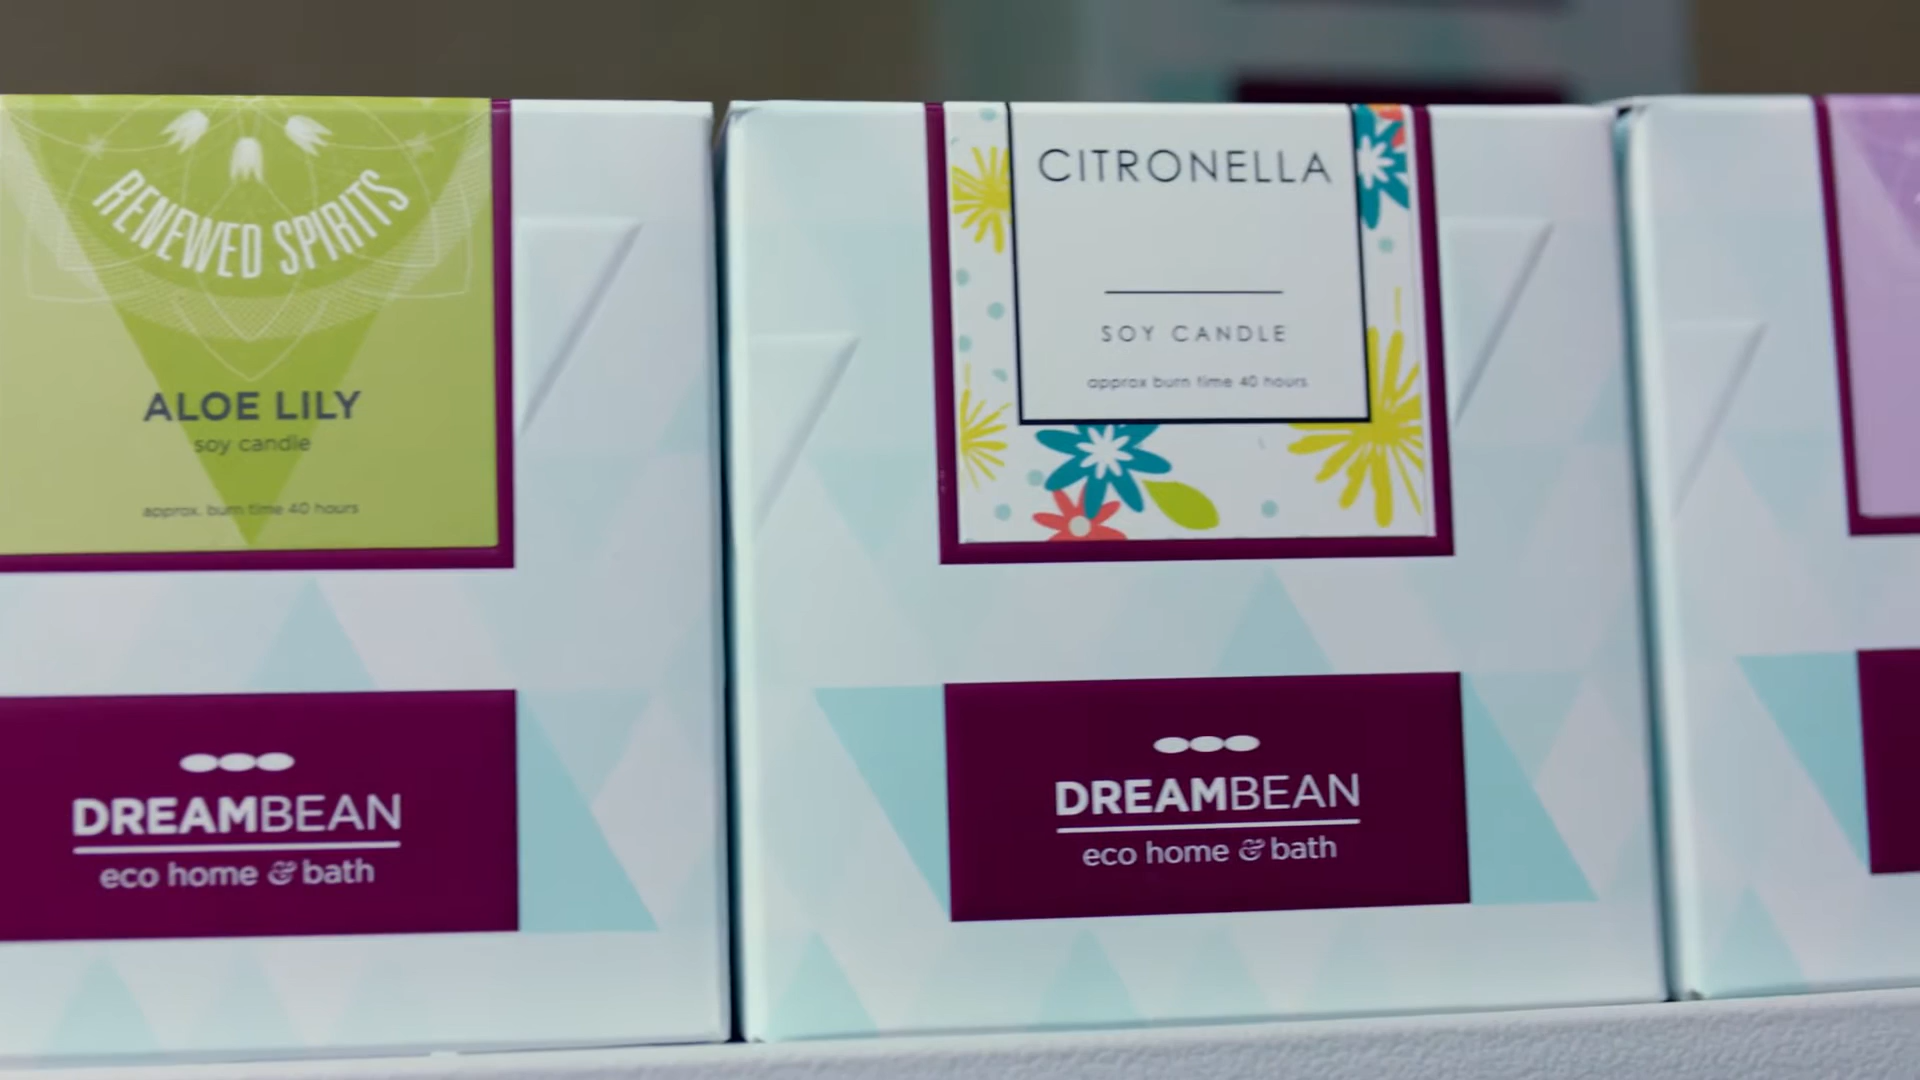 RENEWED SPIRITS
ALOE LILY
soy candle
approx. burn time 40 hours
DREAMBEAN
eco home & bath
CITRONELLA
SOY CANDLE
approx burn time 40 hours
DREAMBEAN
eco home & bath